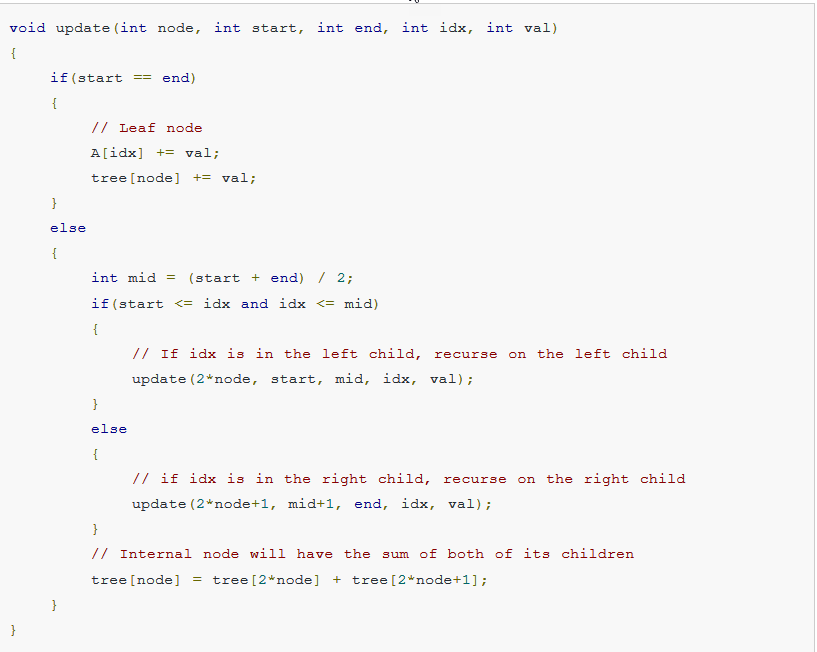 void update(int node, int start, int end, int idx, int val)
{
if(start == end)
{
// Leaf node
A[idx] += val;
tree[node] += val;
}
else
{
int mid = (start + end) / 2;
if(start <= idx and idx <= mid)
{
// If idx is in the left child, recurse on the left child
update(2*node, start, mid, idx, val);
}
else
{
// if idx is in the right child, recurse on the right child
update(2*node+1, mid+1, end, idx, val);
}
// Internal node will have the sum of both of its children
tree[node] = tree[2*node] + tree[2*node+1];
}
}